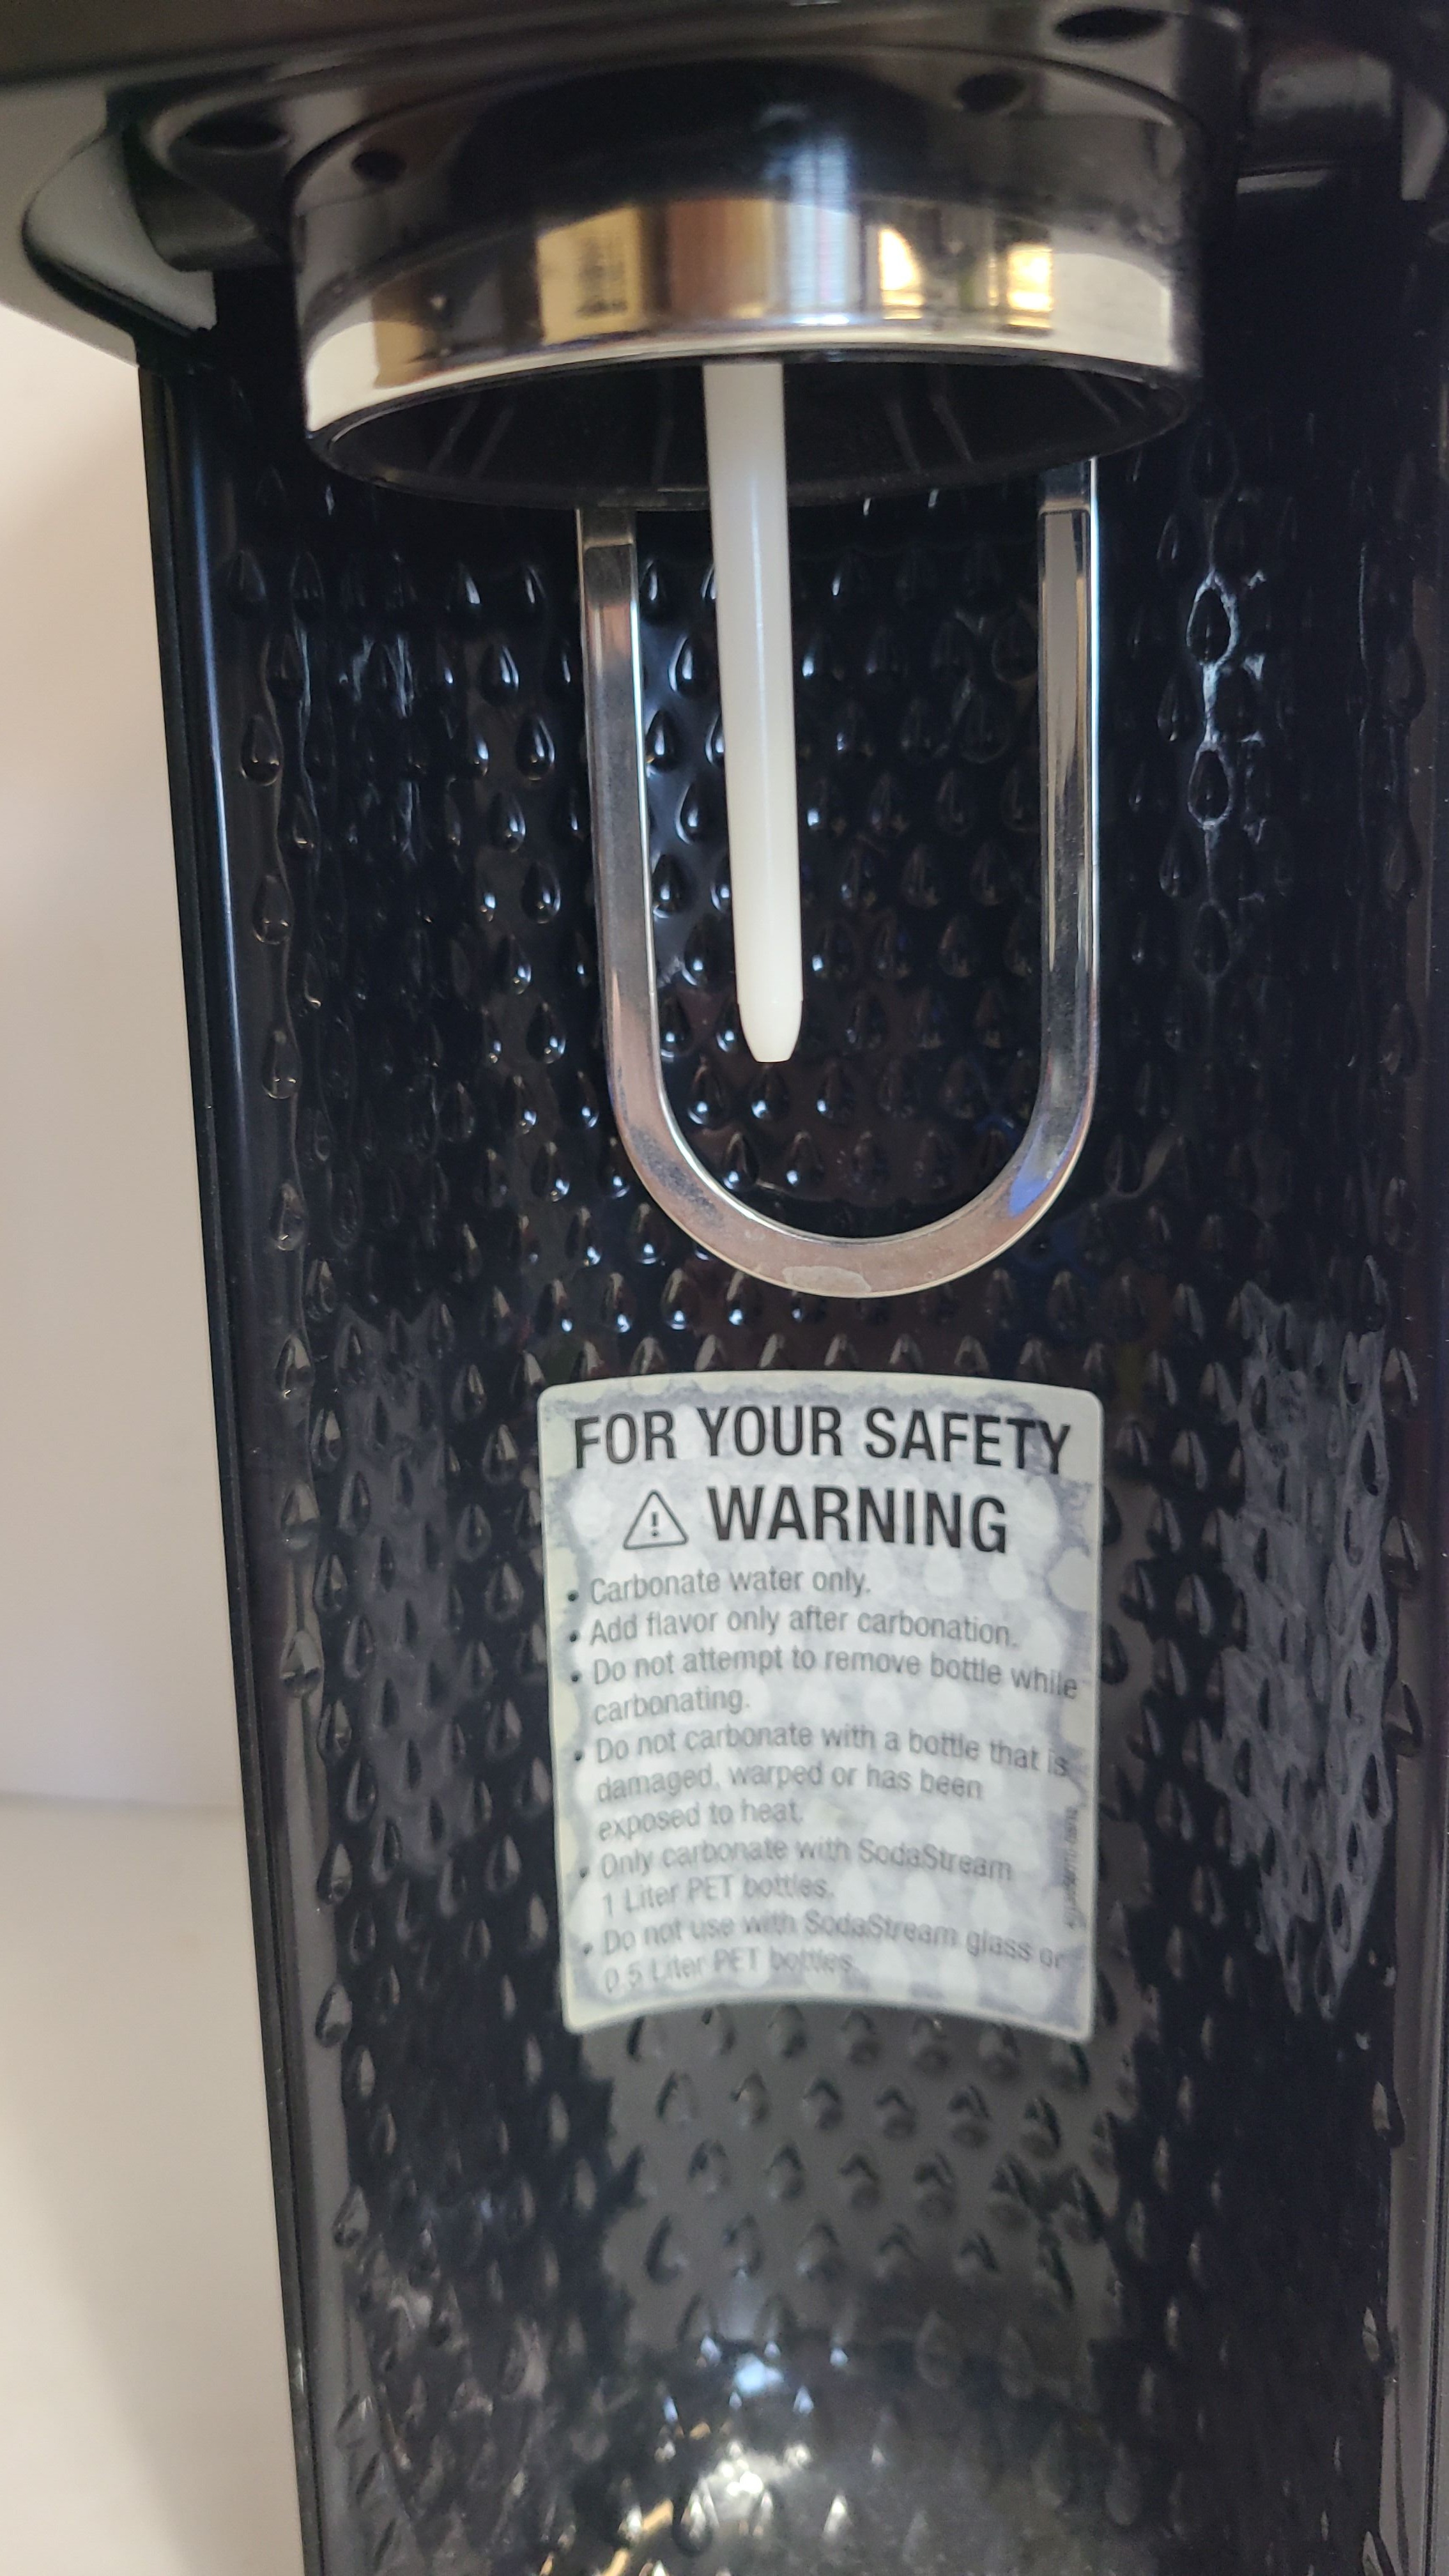 FOR YOUR SAFETY
WARNING
• Carbonate water only.
• Add flavor only after carbonation.
• Do not attempt to remove bottle while
carbonating.
• Do not carbonate with a bottle that is
damaged, warped or has been
exposed to heat.
• Only carbonate with SodaStream
1 Liter PET bottles.
• Do not use with SodaStream glass or
0.5 Liter PET bottles.